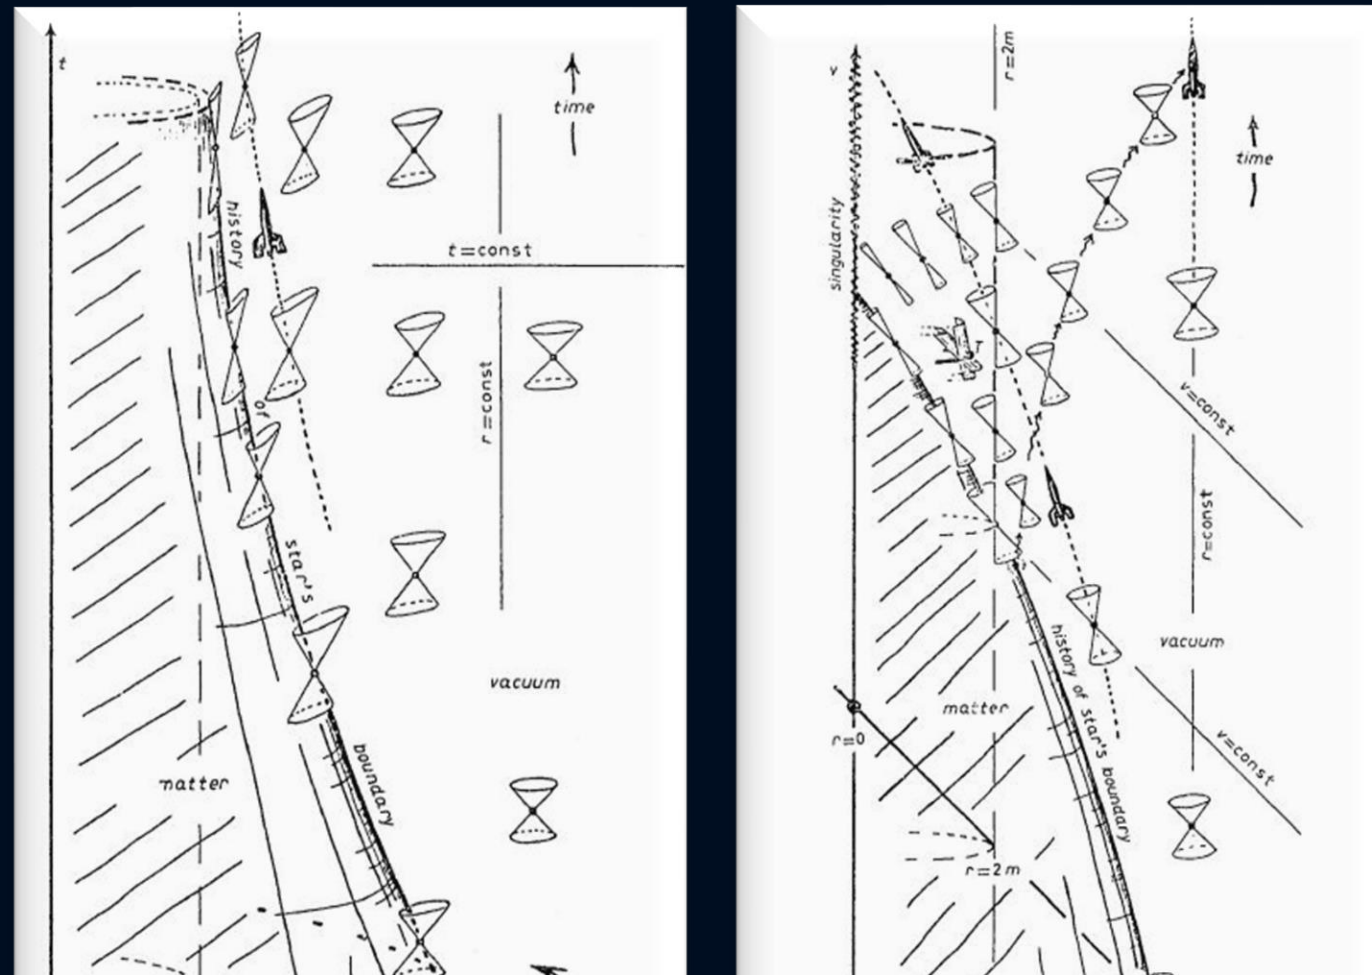 t
time
history
t=const
r=const
of
star's
vacuum
boundary
matter
v
r=2m
time
singularity
T
v=const
r=const
history of star's boundary
vacuum
matter
r=0
v=const
r=2m